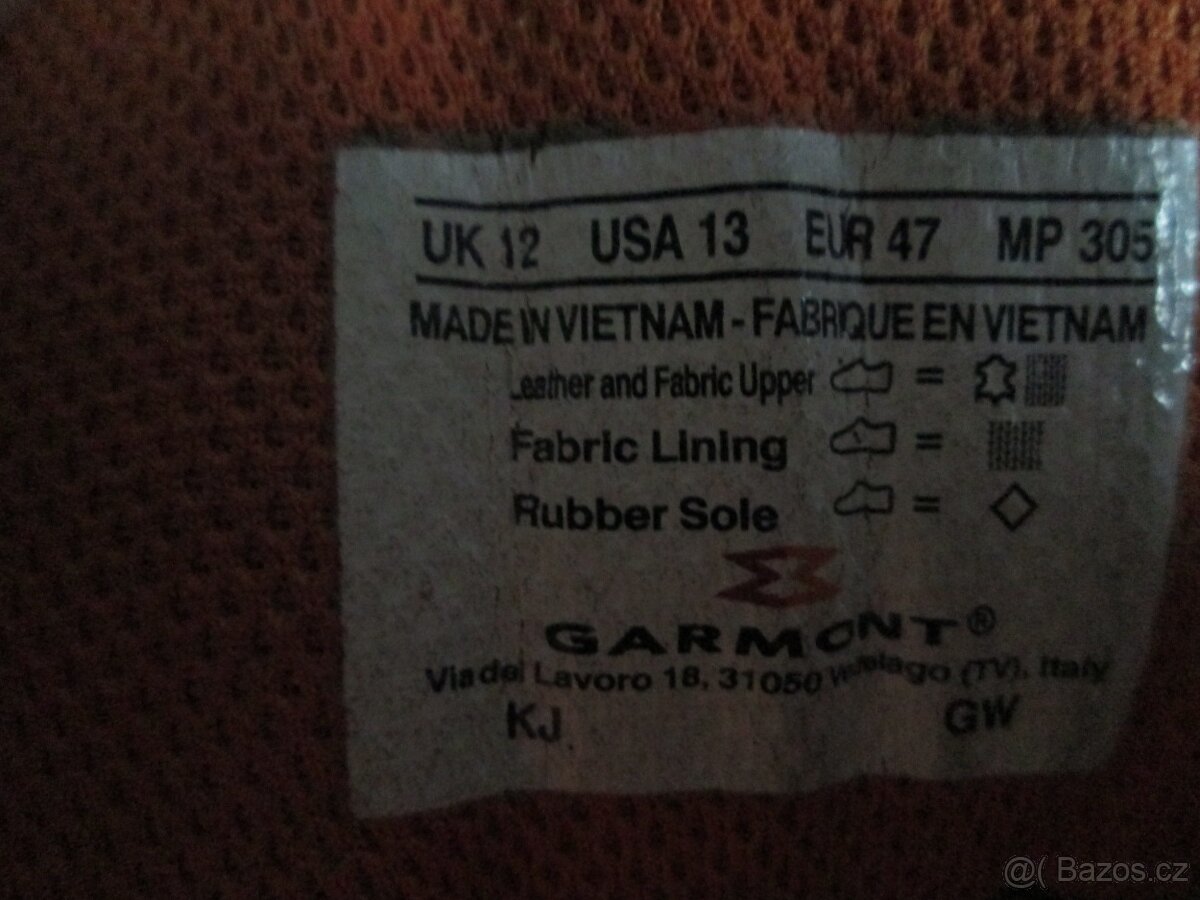 UK 12 USA 13 EUR 47 MP 305
MADE IN VIETNAM - FABRIQUE EN VIETNAM
Leather and Fabric Upper =
Fabric Lining =
Rubber Sole =
GARMONT®
Via del Lavoro 18, 31050 (TV), Italy
KJ GW
@( Bazos.cz